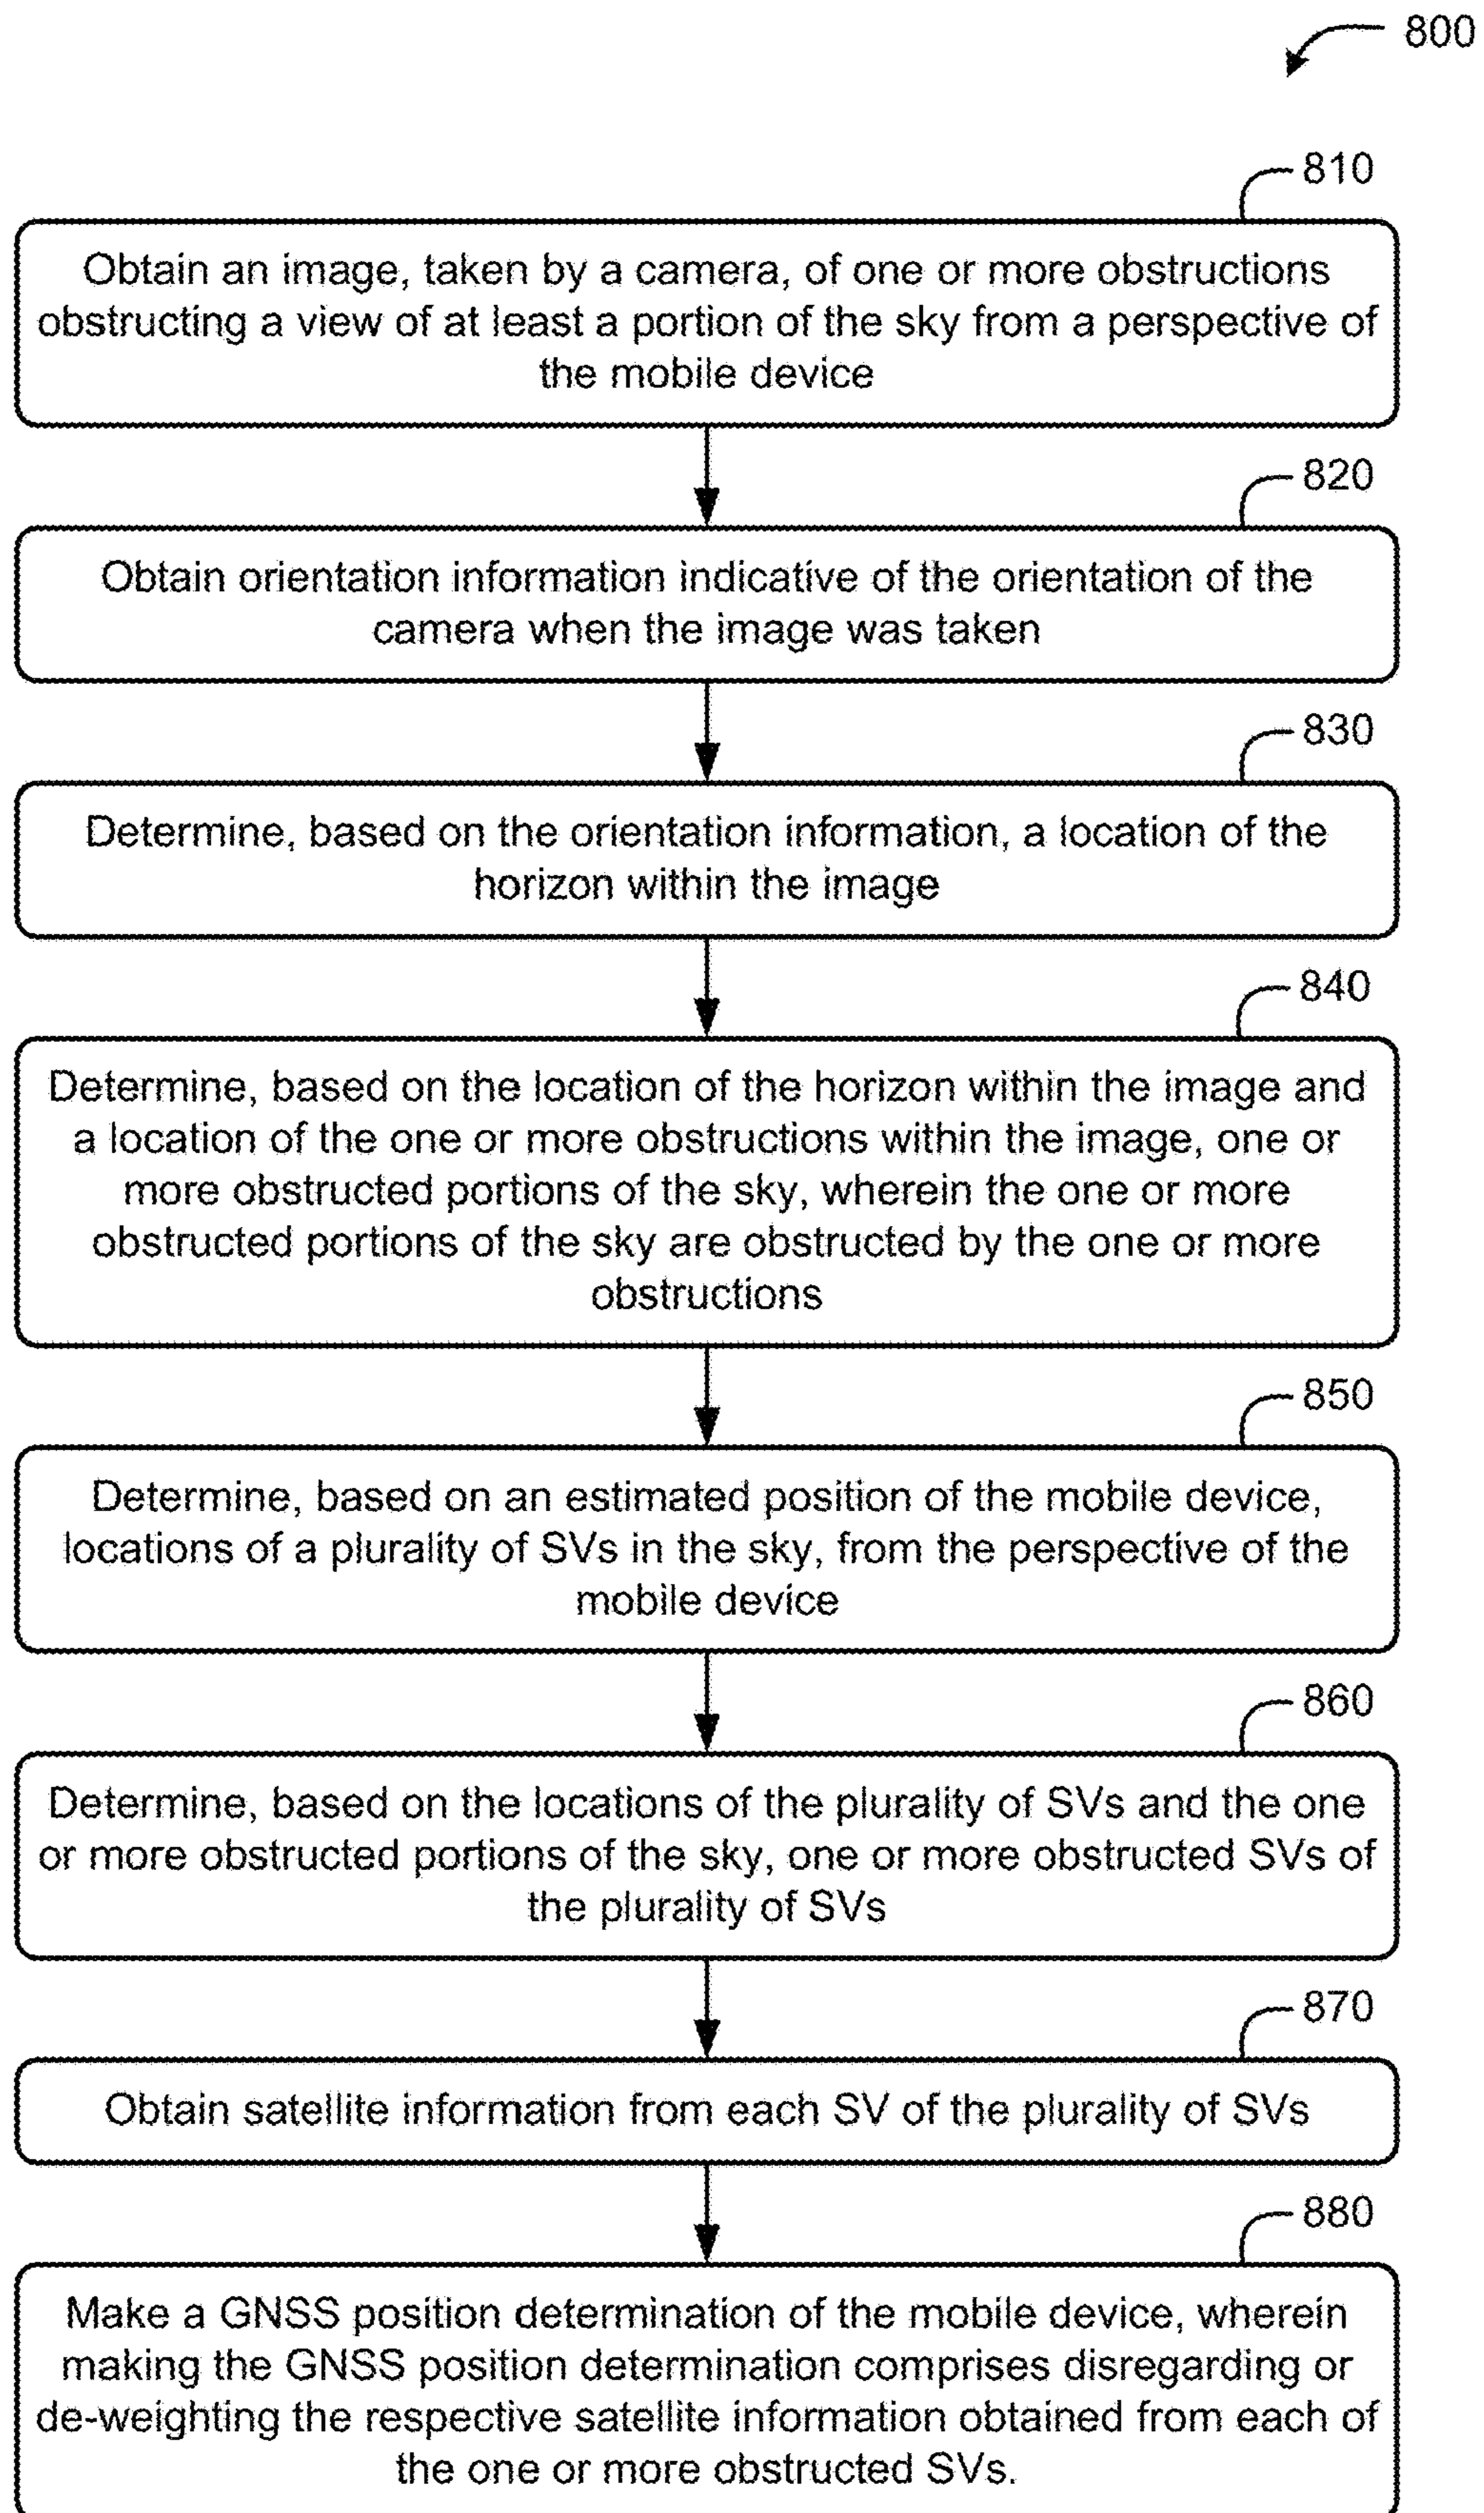 800
810
Obtain an image, taken by a camera, of one or more obstructions
obstructing a view of at least a portion of the sky from a perspective of
the mobile device
820
Obtain orientation information indicative of the orientation of the
camera when the image was taken
830
Determine, based on the orientation information, a location of the
horizon within the image
840
Determine, based on the location of the horizon within the image and
a location of the one or more obstructions within the image, one or
more obstructed portions of the sky, wherein the one or more
obstructed portions of the sky are obstructed by the one or more
obstructions
850
Determine, based on an estimated position of the mobile device,
locations of a plurality of SVs in the sky, from the perspective of the
mobile device
860
Determine, based on the locations of the plurality of SVs and the one
or more obstructed portions of the sky, one or more obstructed SVs of
the plurality of SVs
870
Obtain satellite information from each SV of the plurality of SVs
880
Make a GNSS position determination of the mobile device, wherein
making the GNSS position determination comprises disregarding or
de-weighting the respective satellite information obtained from each of
the one or more obstructed SVs.